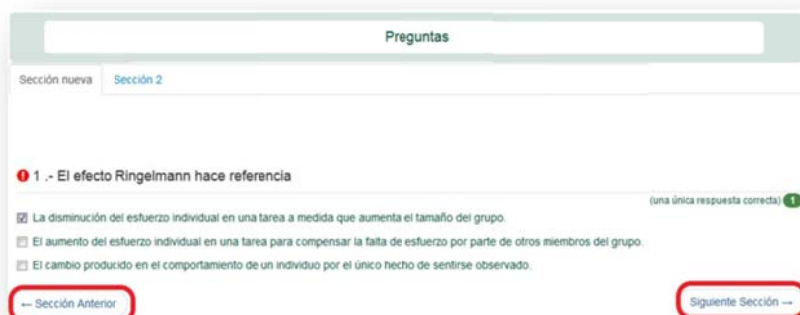 Preguntas
Sección nueva Sección 2
1 .- El efecto Ringelmann hace referencia
(una única respuesta correcta) 1
La disminución del esfuerzo individual en una tarea a medida que aumenta el tamaño del grupo.
El aumento del esfuerzo individual en una tarea para compensar la falta de esfuerzo por parte de otros miembros del grupo.
El cambio producido en el comportamiento de un individuo por el único hecho de sentirse observado.
← Sección Anterior Siguiente Sección →